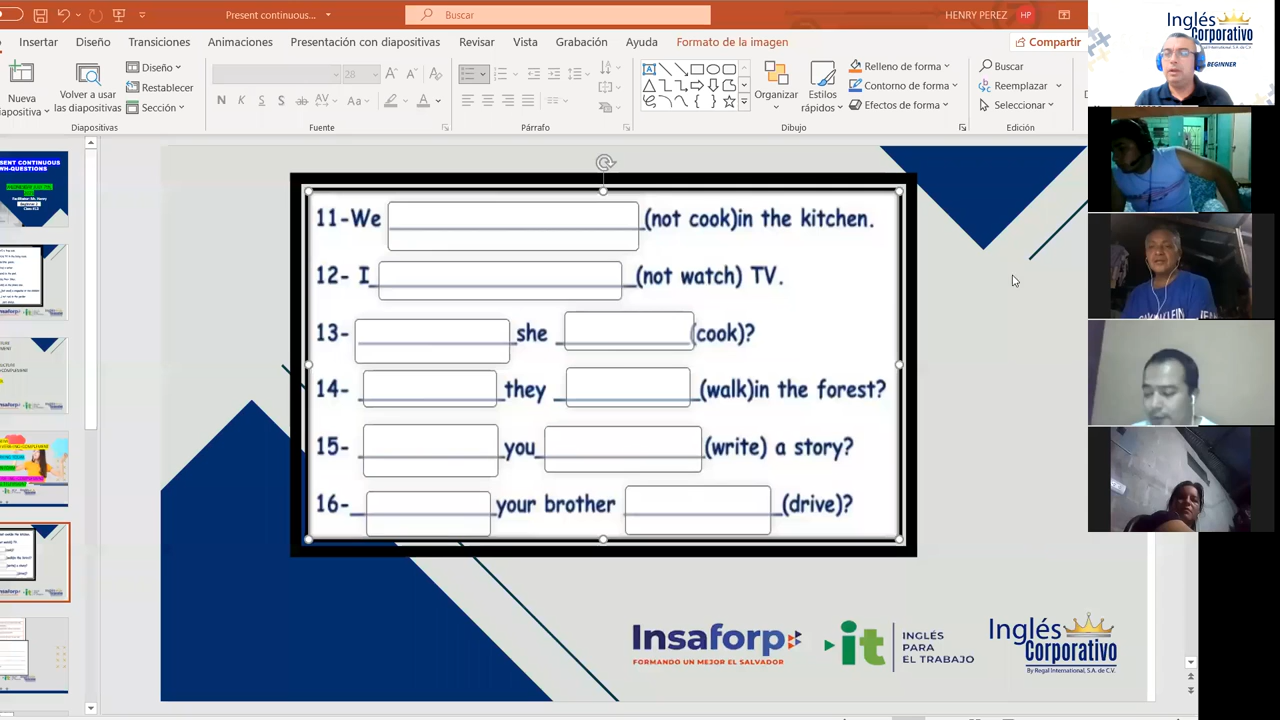 Present continuous...
Buscar
HENRY PEREZ
HP
Insertar
Diseño
Transiciones
Animaciones
Presentación con diapositivas
Revisar
Vista
Grabación
Ayuda
Formato de la imagen
Compartir
Nueva
diapositiva
Volver a usar
las diapositivas
Diseño
Restablecer
Sección
Diapositivas
28
N K S ab AV Aa A
Fuente
Párrafo
Organizar
Estilos
rápidos
Relleno de forma
Contorno de forma
Efectos de forma
Dibujo
Buscar
Reemplazar
Seleccionar
Edición
Inglés
Corporativo
BEGINNER
11-We (not cook)in the kitchen.
12- I (not watch) TV.
13- she (cook)?
14- they (walk)in the forest?
15- you (write) a story?
16- your brother (drive)?
Insaforp
FORMANDO UN MEJOR EL SALVADOR
it
INGLÉS
PARA
EL TRABAJO
Inglés
Corporativo
By Regal International, S.A. de C.V.